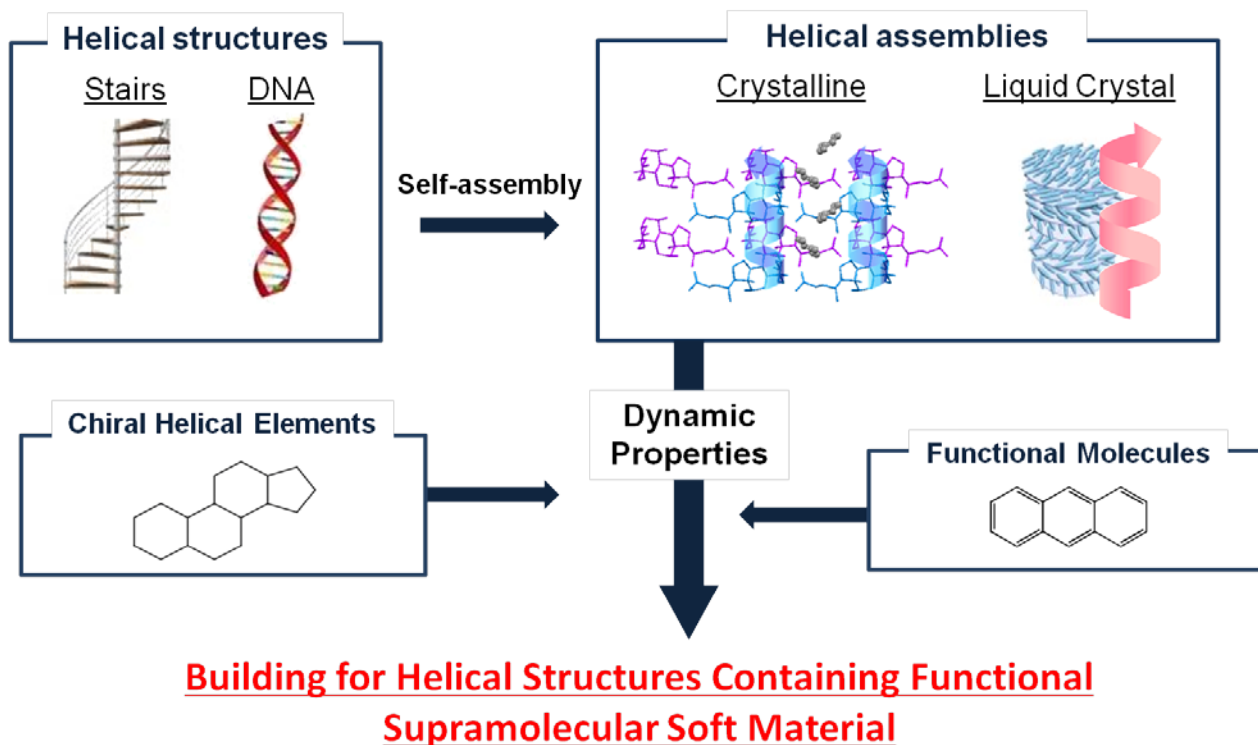 Helical structures
Stairs
DNA
Self-assembly
Helical assemblies
Crystalline
Liquid Crystal
Chiral Helical Elements
Dynamic
Properties
Functional Molecules
Building for Helical Structures Containing Functional
Supramolecular Soft Material